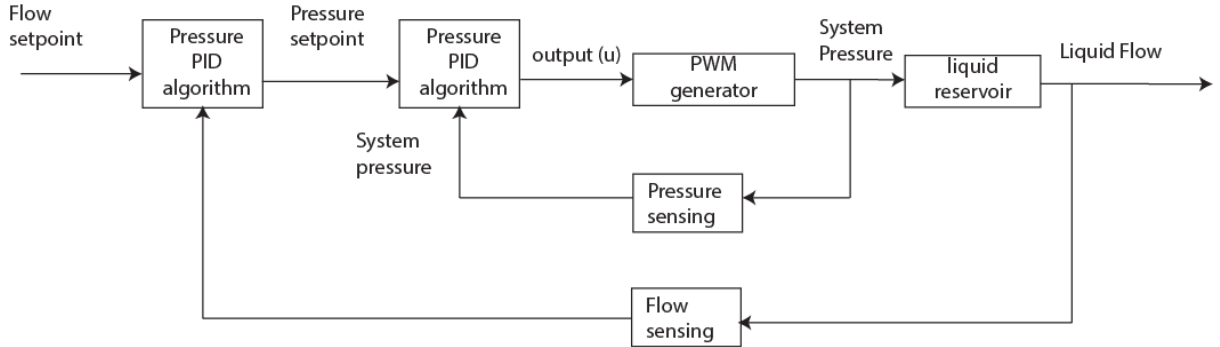 Flow
setpoint
Pressure
PID
algorithm
Pressure
setpoint
Pressure
PID
algorithm
output (u)
PWM
generator
System
Pressure
liquid
reservoir
Liquid Flow
System
pressure
Pressure
sensing
Flow
sensing